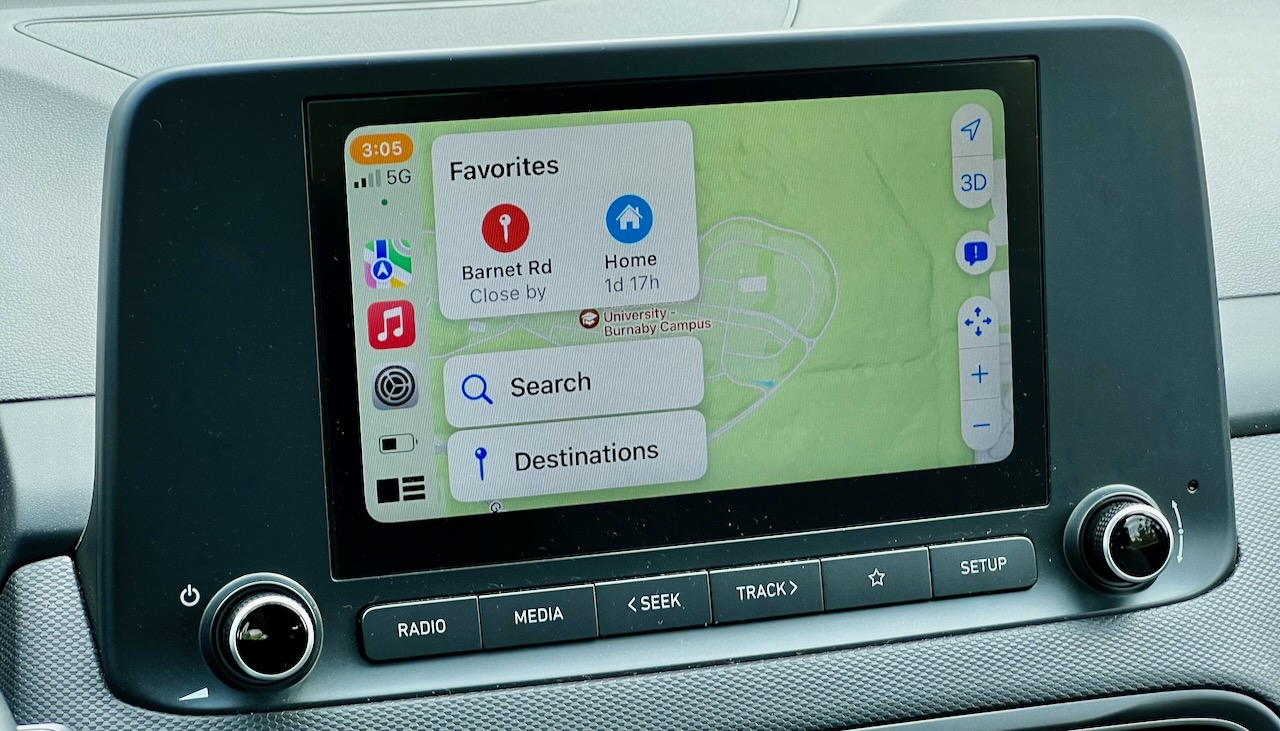 3:05
5G
Favorites
Barnet Rd
Close by
Home
1d 17h
University -
Burnaby Campus
Search
Destinations
3D
RADIO
MEDIA
< SEEK
TRACK >
SETUP